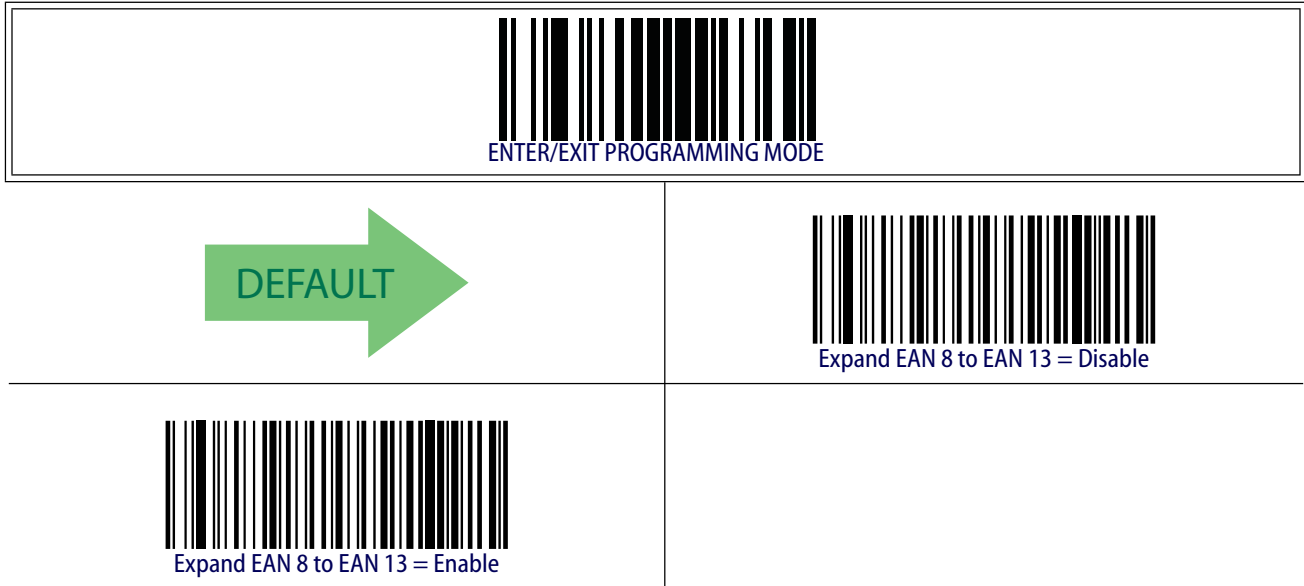 ENTER/EXIT PROGRAMMING MODE
DEFAULT
Expand EAN 8 to EAN 13 = Disable
Expand EAN 8 to EAN 13 = Enable